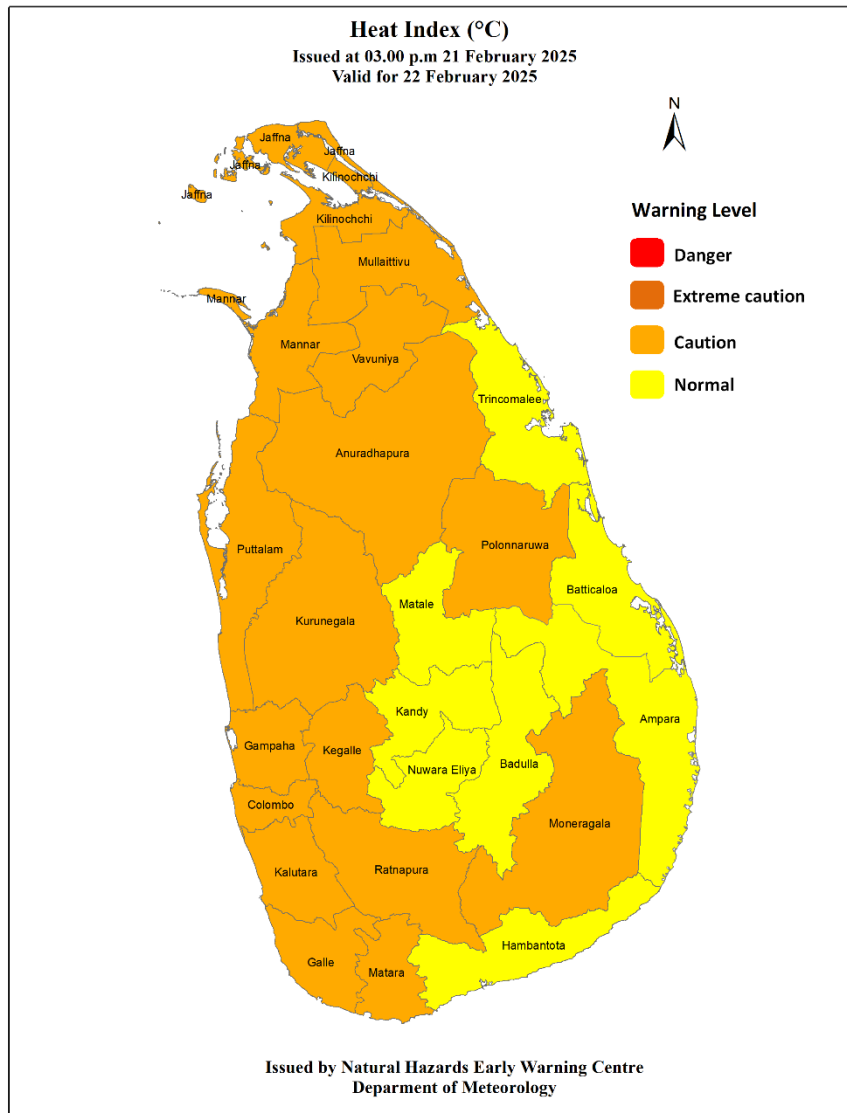 Heat Index (°C)
Issued at 03.00 p.m 21 February 2025
Valid for 22 February 2025
N
Jaffna
Jaffna
Jaffna
Kilinochchi
Jaffna
Kilinochchi
Warning Level
Danger
Mullaittivu
Extreme caution
Mannar
Caution
Mannar
Vavuniya
Normal
Trincomalee
Anuradhapura
Polonnaruwa
Puttalam
Batticaloa
Matale
Kurunegala
Kandy
Ampara
Gampaha
Kegalle
Nuwara Eliya
Badulla
Colombo
Moneragala
Kalutara
Ratnapura
Hambantota
Galle
Matara
Issued by Natural Hazards Early Warning Centre
Deparment of Meteorology